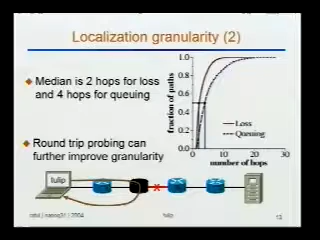 Localization granularity (2)
Median is 2 hops for loss
and 4 hops for queuing
Round trip probing can
further improve granularity
fraction of paths
1.0
0.8
0.6
0.4
0.2
0.0
Loss
Queuing
0
10
20
30
number of hops
tulip
2004
tulip